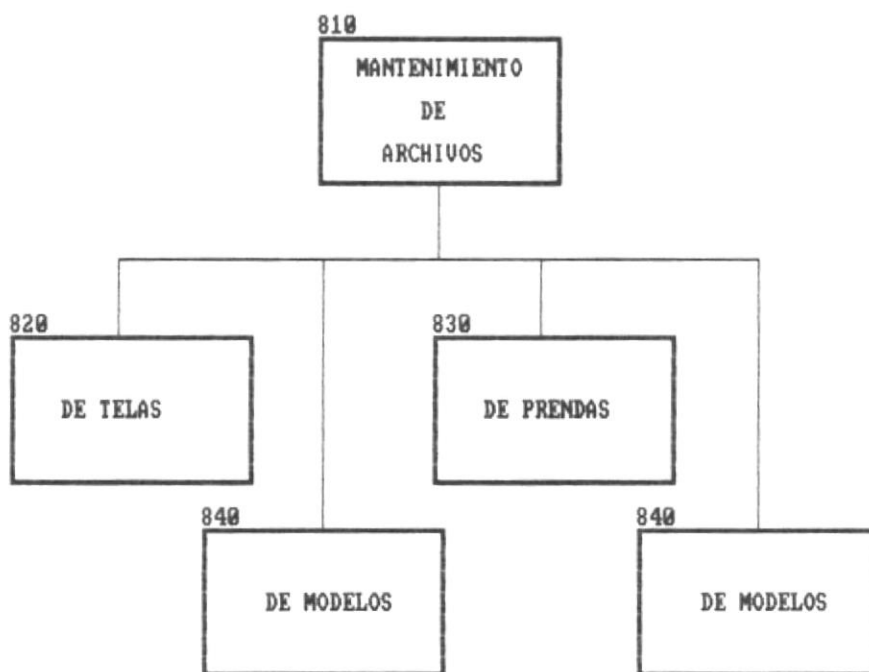 810
MANTENIMIENTO
DE
ARCHIVOS
820
DE TELAS
830
DE PRENDAS
840
DE MODELOS
840
DE MODELOS